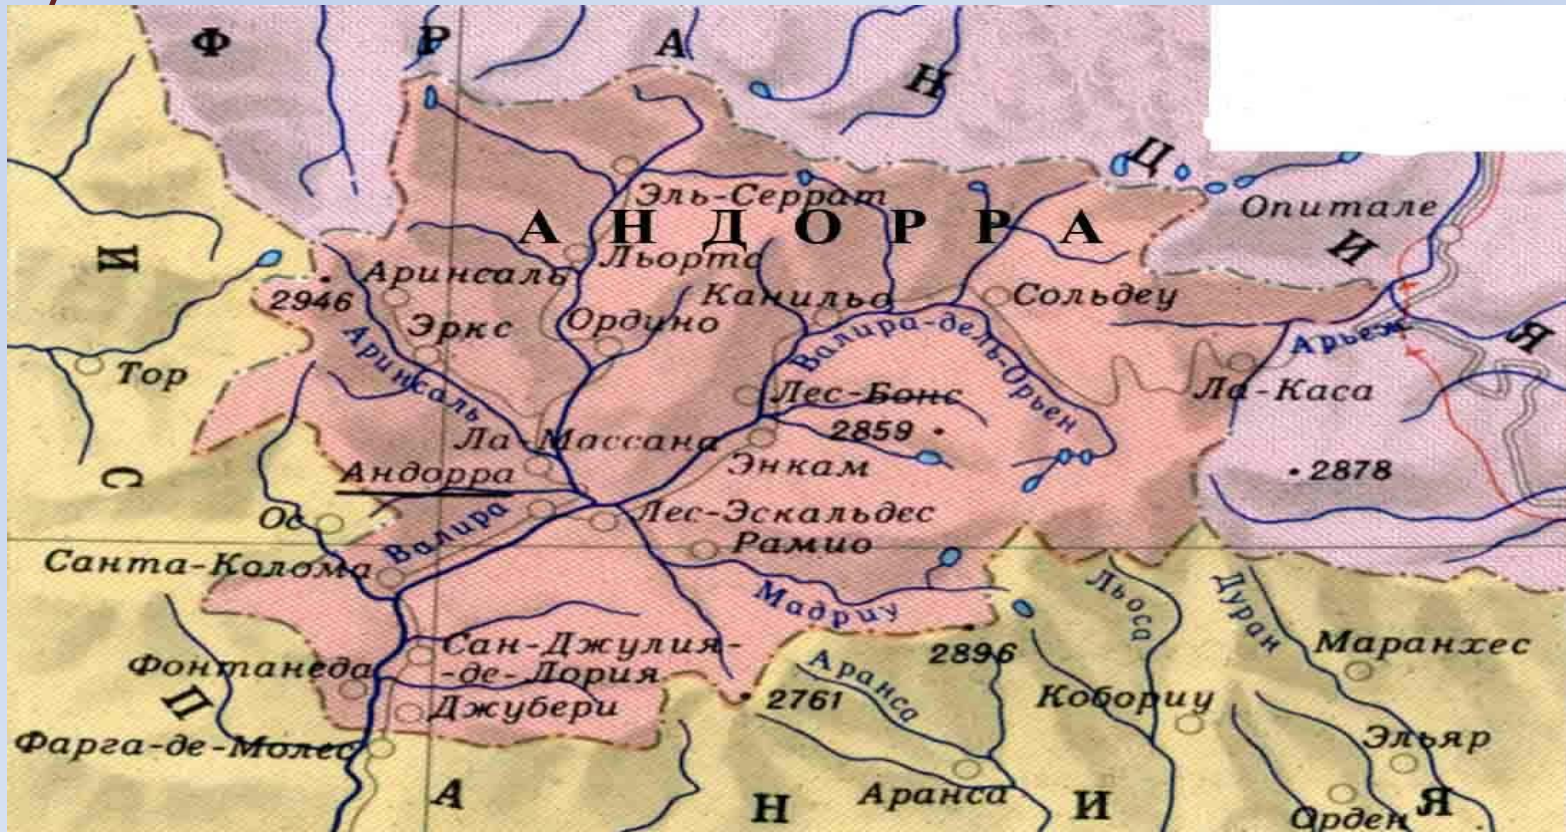 Ф Р А Н Ц И Я
Эль-Серрат
АНДОРРА
Опитале
Льортс
Аринсаль
2946
Канильо
Сольдеу
Эркс
Ордино
Аринсаль
Валира-дель-Орьен
Арьеж
Тор
Лес-Бонс
Ла-Каса
2859
Ла-Массана
Энкам
2878
Андорра
Ос
Валира
Лес-Эскальдес
Рамио
Санта-Колома
Мадриу
Льоса
Дуран
Сан-Джулия-
-де-Лория
2896
Маранхес
Фонтанеда
Аранса
2761
Кобориу
Джубери
Фарга-де-Молес
Эльяр
Аранса
Орден
И С П А Н И Я